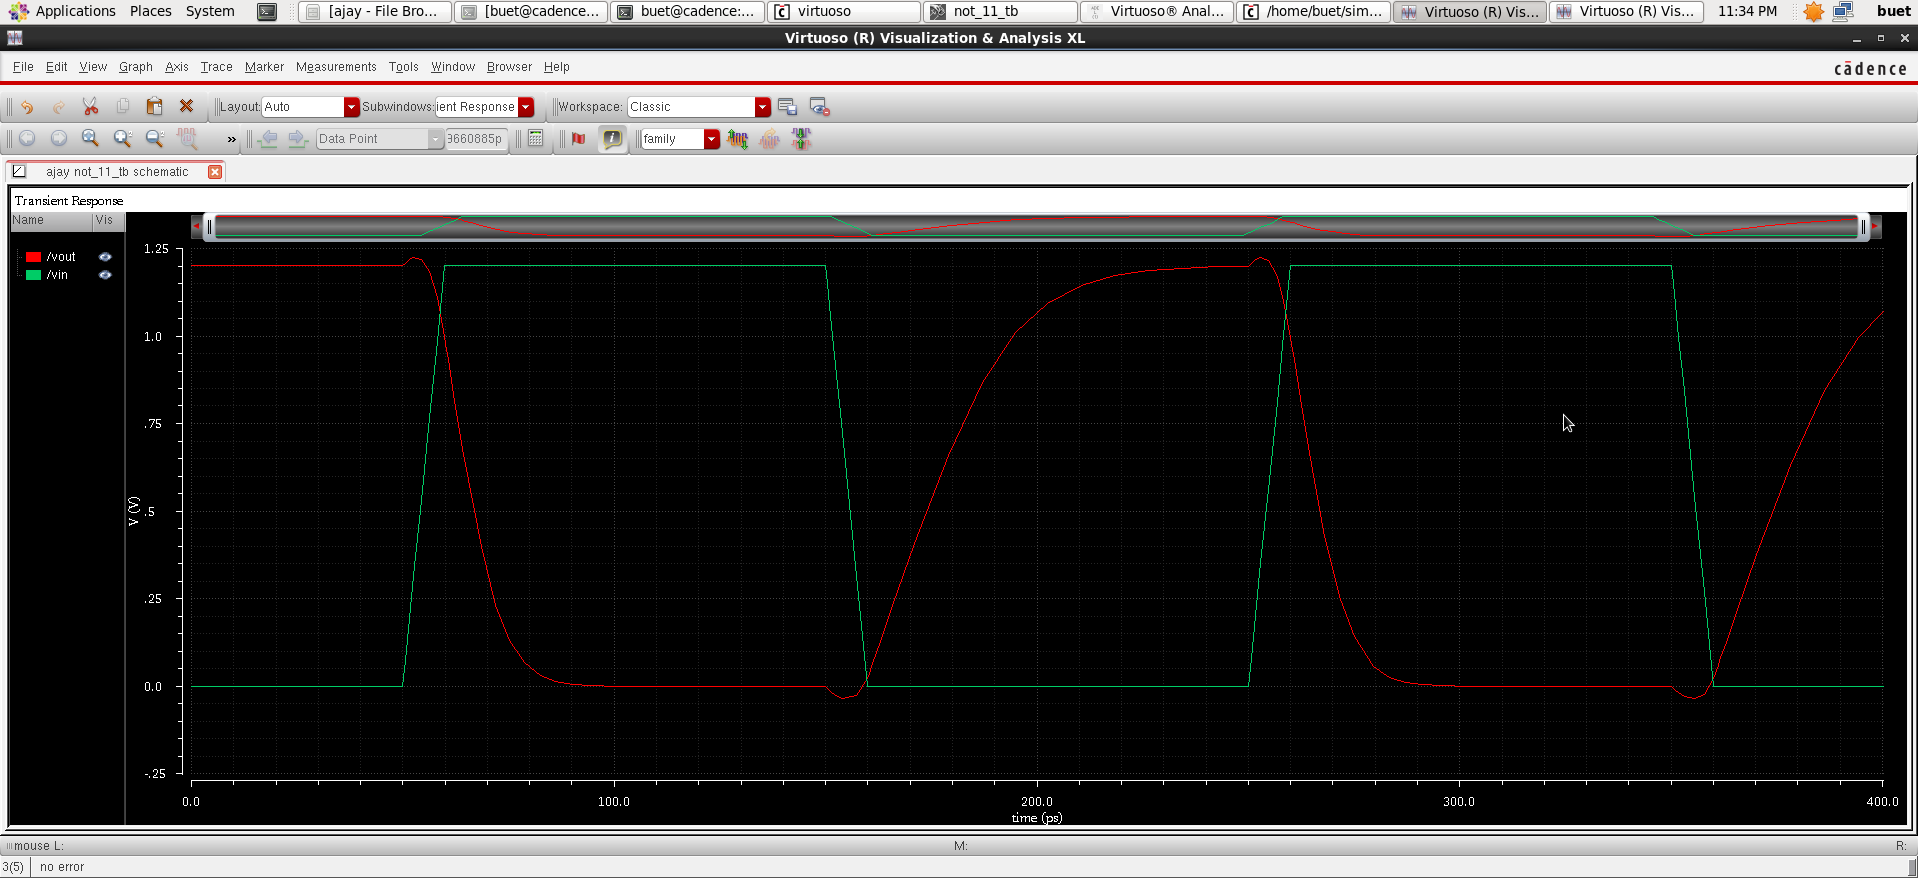 Applications Places System [ajay - File Bro... [buet@cadence... buet@cadence:... virtuoso not_11_tb Virtuoso® Anal... /home/buet/sim... Virtuoso (R) Vis... Virtuoso (R) Vis... 11:34 PM buet
Virtuoso (R) Visualization & Analysis XL
File Edit View Graph Axis Trace Marker Measurements Tools Window Browser Help
cādence
Layout: Auto Subwindows: ient Response Workspace: Classic
» Data Point 3660885p family
ajay not_11_tb schematic
Transient Response
Name Vis
/vout
/vin
1.25
1.0
.75
.5
.25
0.0
-.25
V (V)
0.0 100.0 200.0 300.0 400.0
time (ps)
mouse L: M: R:
3(5) no error